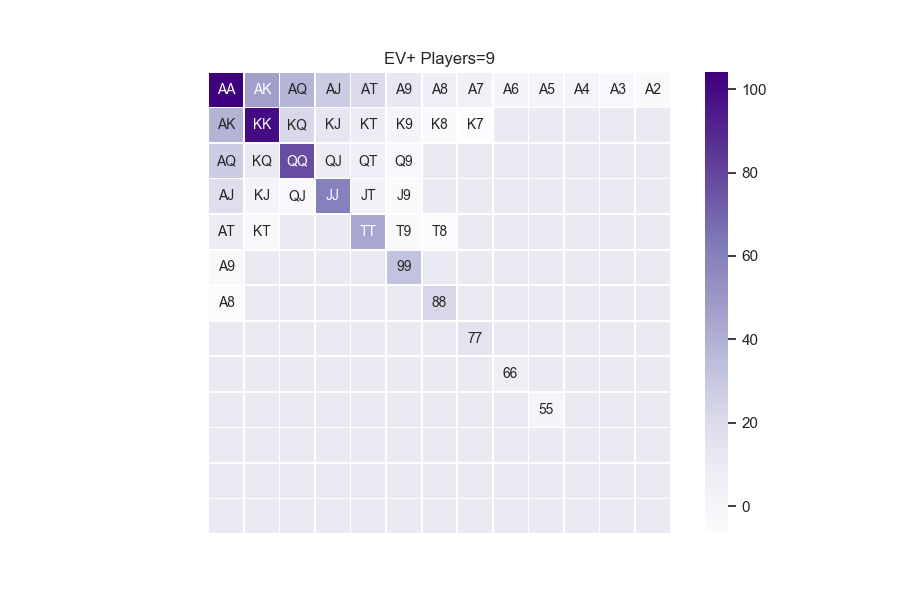 EV+ Players=9
AA AK AQ AJ AT A9 A8 A7 A6 A5 A4 A3 A2
AK KK KQ KJ KT K9 K8 K7
AQ KQ QQ QJ QT Q9
AJ KJ QJ JJ JT J9
AT KT TT T9 T8
A9 99
A8 88
77
66
55
100
80
60
40
20
0